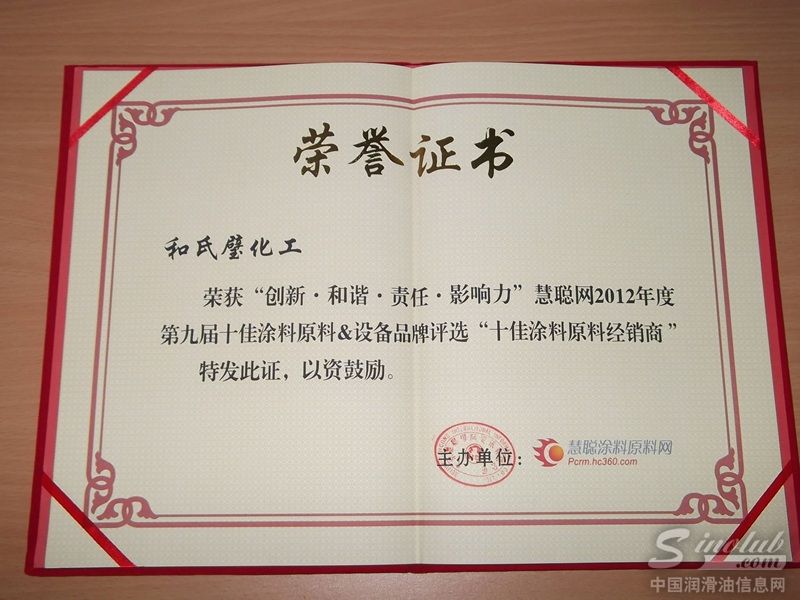 荣誉证书
和氏璧化工
荣获“创新·和谐·责任·影响力”慧聪网2012年度
第九届十佳涂料原料&设备品牌评选“十佳涂料原料经销商”
特发此证，以资鼓励。
主办单位：
慧聪涂料原料网
Pcrm.hc360.com
Sinolub
.com
中国润滑油信息网